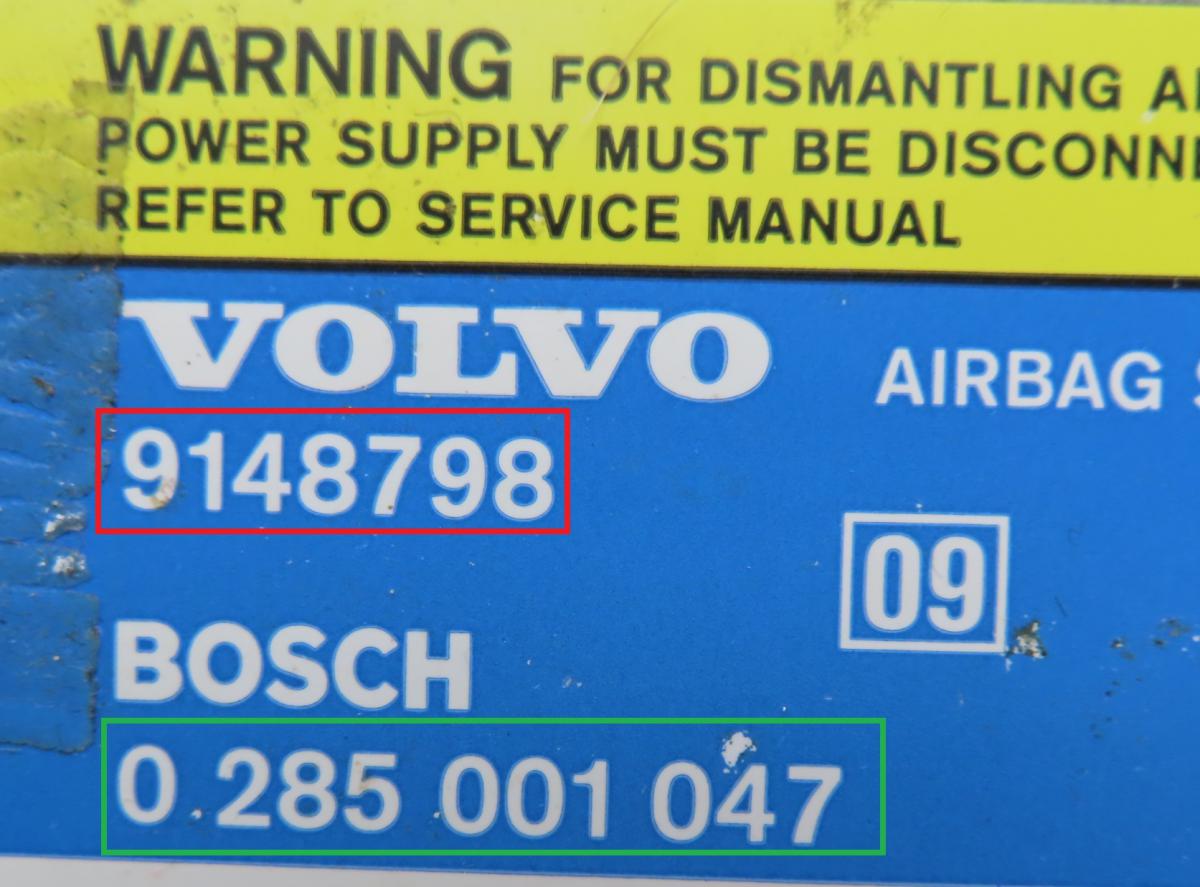 WARNING FOR DISMANTLING
POWER SUPPLY MUST BE
REFER TO SERVICE MANUAL
VOLVO AIRBAG
9148798
09
BOSCH
0 285 001 047